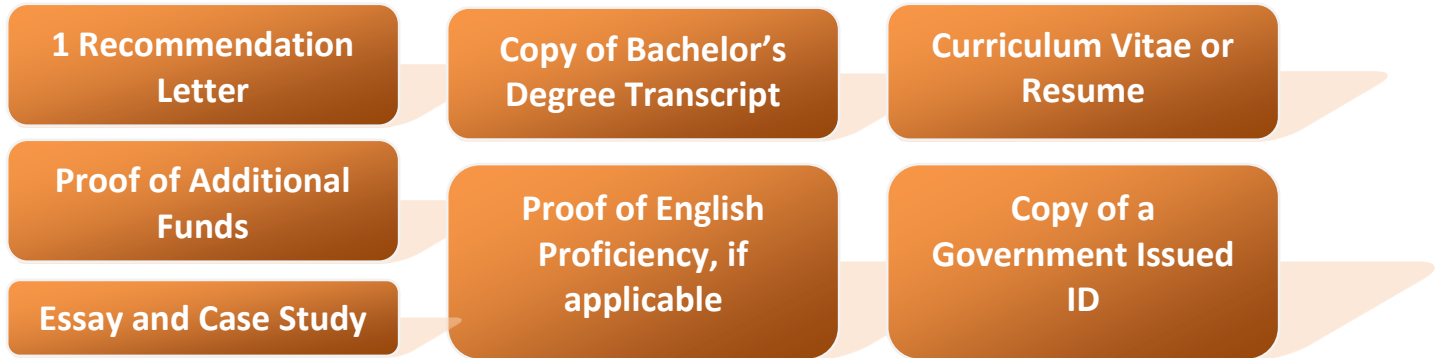 1 Recommendation
Letter
Copy of Bachelor’s
Degree Transcript
Curriculum Vitae or
Resume
Proof of Additional
Funds
Proof of English
Proficiency, if
applicable
Copy of a
Government Issued
ID
Essay and Case Study